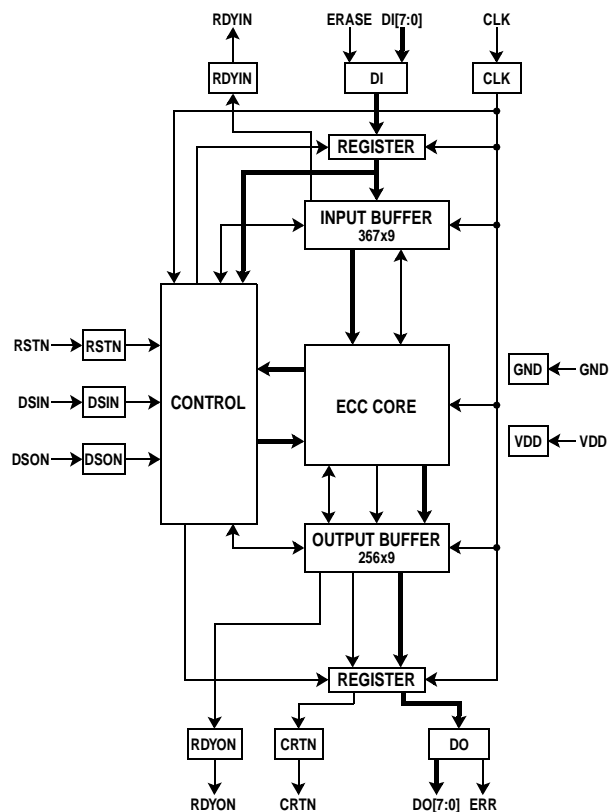 RDYIN
ERASE DI[7:0]
CLK
RDYIN
DI
CLK
REGISTER
INPUT BUFFER
367x9
RSTN
RSTN
DSIN
DSIN
DSON
DSON
CONTROL
ECC CORE
GND
GND
VDD
VDD
OUTPUT BUFFER
256x9
REGISTER
RDYON
CRTN
DO
RDYON
CRTN
DO[7:0]
ERR